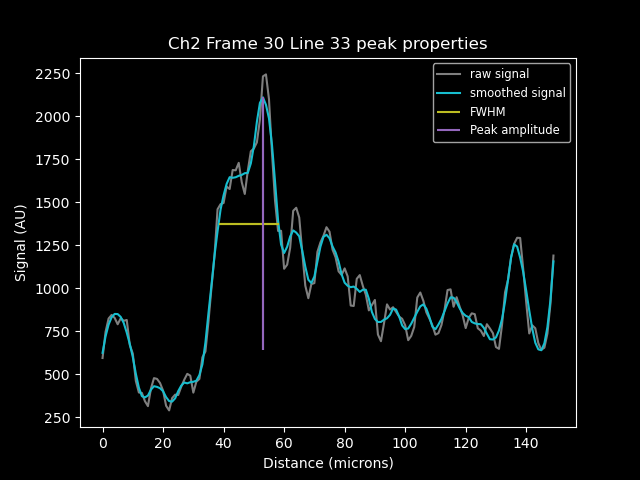 Ch2 Frame 30 Line 33 peak properties
raw signal
smoothed signal
FWHM
Peak amplitude
Signal (AU)
2250
2000
1750
1500
1250
1000
750
500
250
0 20 40 60 80 100 120 140
Distance (microns)